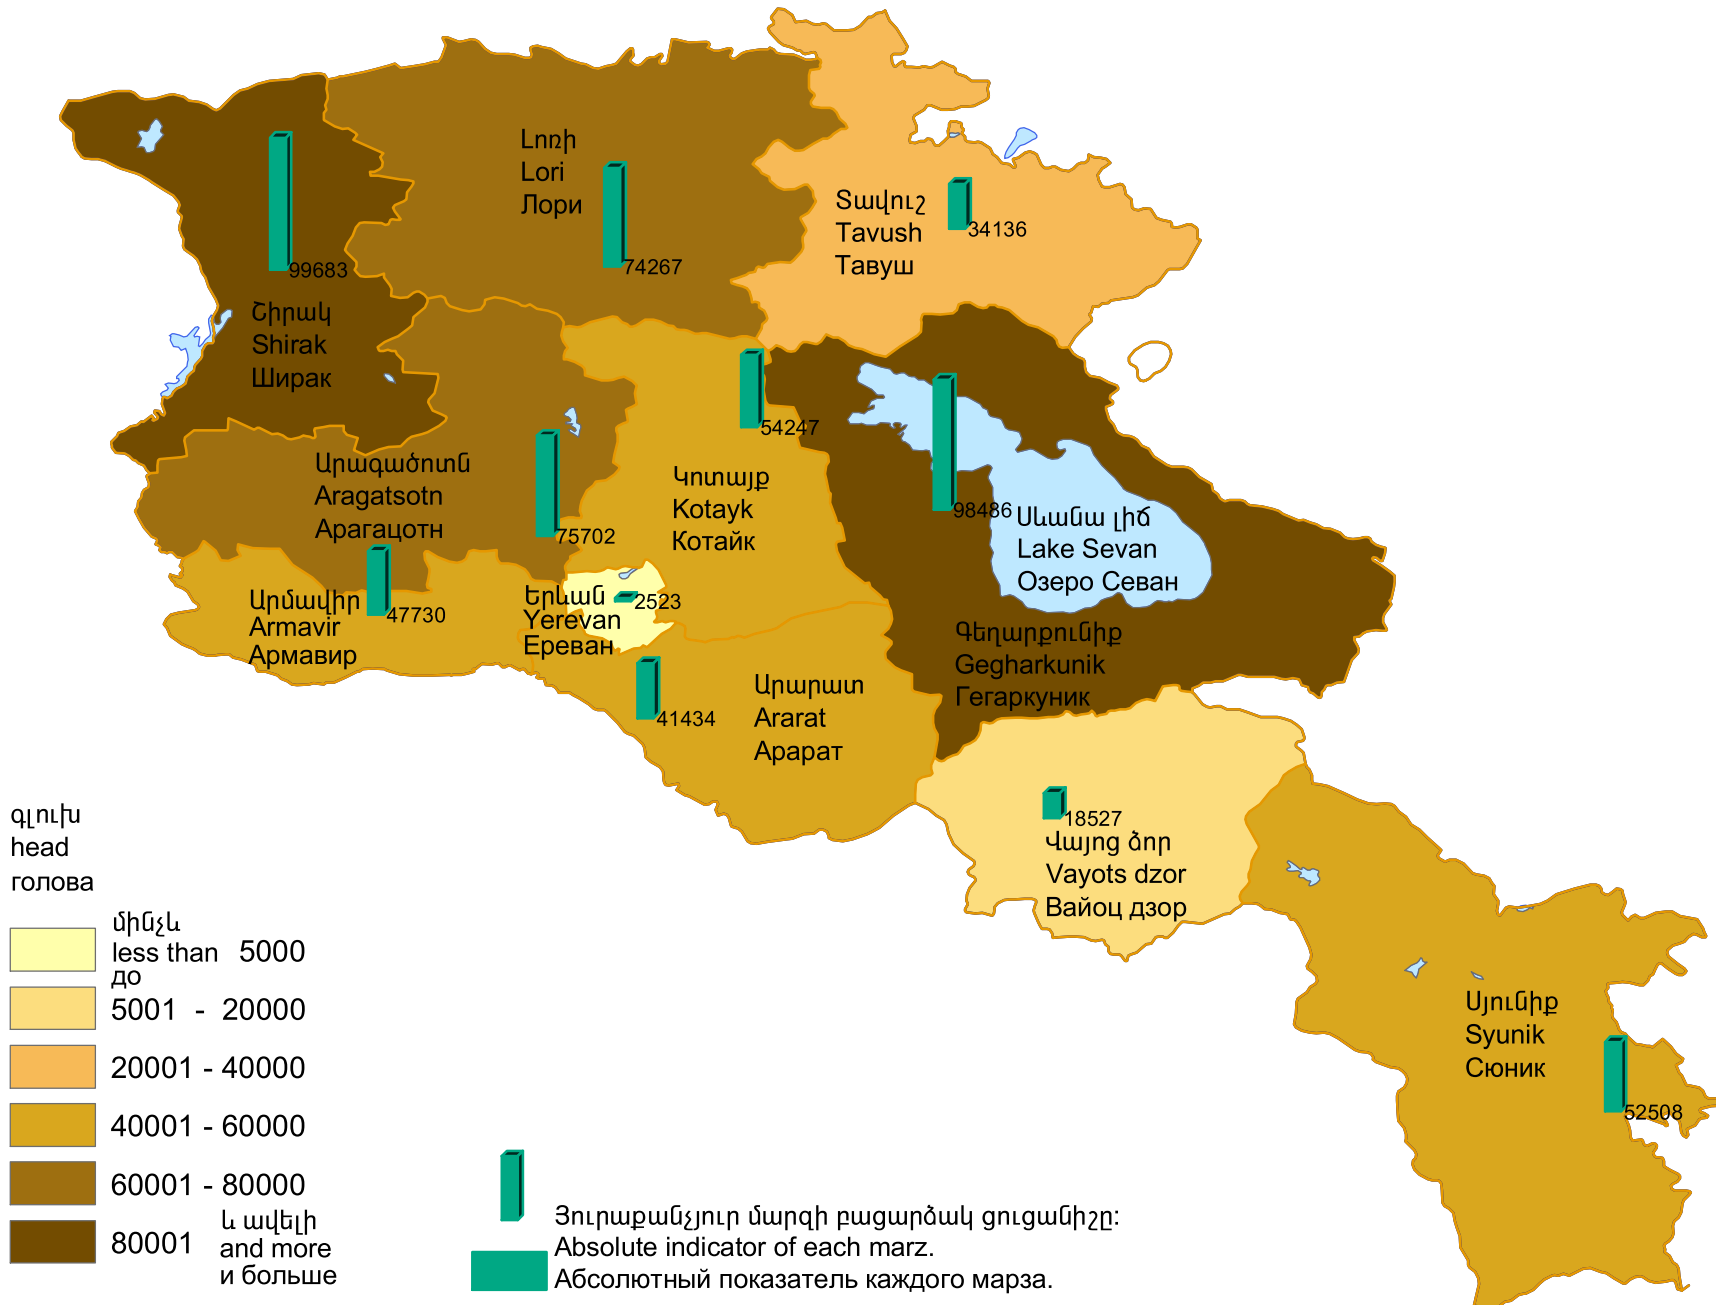 Լոռի
Lori
Лори
74267
Տավուշ
Tavush
Тавуш
34136
99683
Շիրակ
Shirak
Ширак
54247
Արագածոտն
Aragatsotn
Арагацотн
75702
Կոտայք
Kotayk
Котайк
98486
Սևանա լիճ
Lake Sevan
Озеро Севан
Արմավիր
Armavir
Армавир
47730
Երևան
Yerevan
Ереван
2523
Գեղարքունիք
Gegharkunik
Гегаркуник
41434
Արարատ
Ararat
Арарат
18527
Վայոց ձոր
Vayots dzor
Вайоц дзор
Սյունիք
Syunik
Сюник
52508
գլուխ
head
голова
մինչև
less than 5000
до
5001 - 20000
20001 - 40000
40001 - 60000
60001 - 80000
80001
և ավելի
and more
и больше
Յուրաքանչյուր մարզի բացարձակ ցուցանիշը:
Absolute indicator of each marz.
Абсолютный показатель каждого марза.